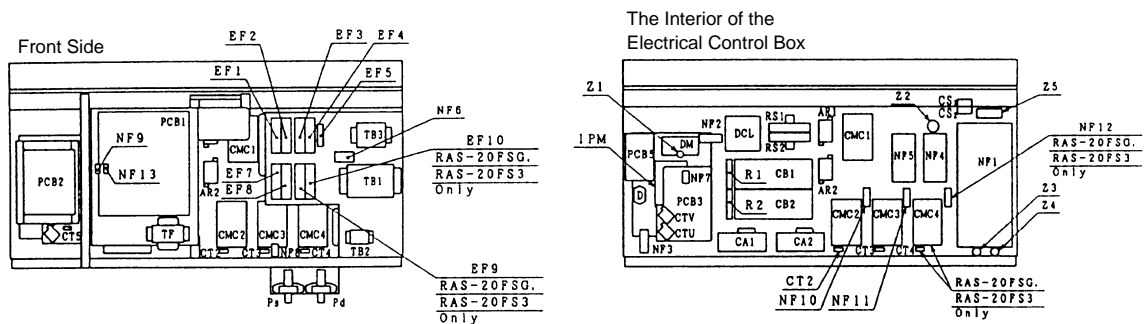 Front Side
EF2
EF3
EF4
EF1
EF5
NF6
EF10
RAS-20FSG,
RAS-20FS3
Only
NF9
NF13
PCB1
PCB2
CT5
TF
AR2
CMC1
EF7
EF8
TB3
TB1
CMC2
CMC3
CMC4
CT2
CT3
NF8
CT4
TB2
EF9
RAS-20FSG,
RAS-20FS3
Only
Ps
Pd
The Interior of the
Electrical Control Box
Z1
IPM
NF2
PCB5
DM
NF7
D
PCB3
CTV
CTU
NF3
DCL
RS1
RS2
R1
CB1
R2
CB2
CA1
CA2
AR1
AR2
CMC1
Z2
CS1
CS2
Z5
NF5
NF4
NF1
NF12
RAS-20FSG,
RAS-20FS3
Only
Z3
Z4
CMC2
CMC3
CMC4
CT3
CT4
CT2
NF10
NF11
RAS-20FSG,
RAS-20FS3
Only